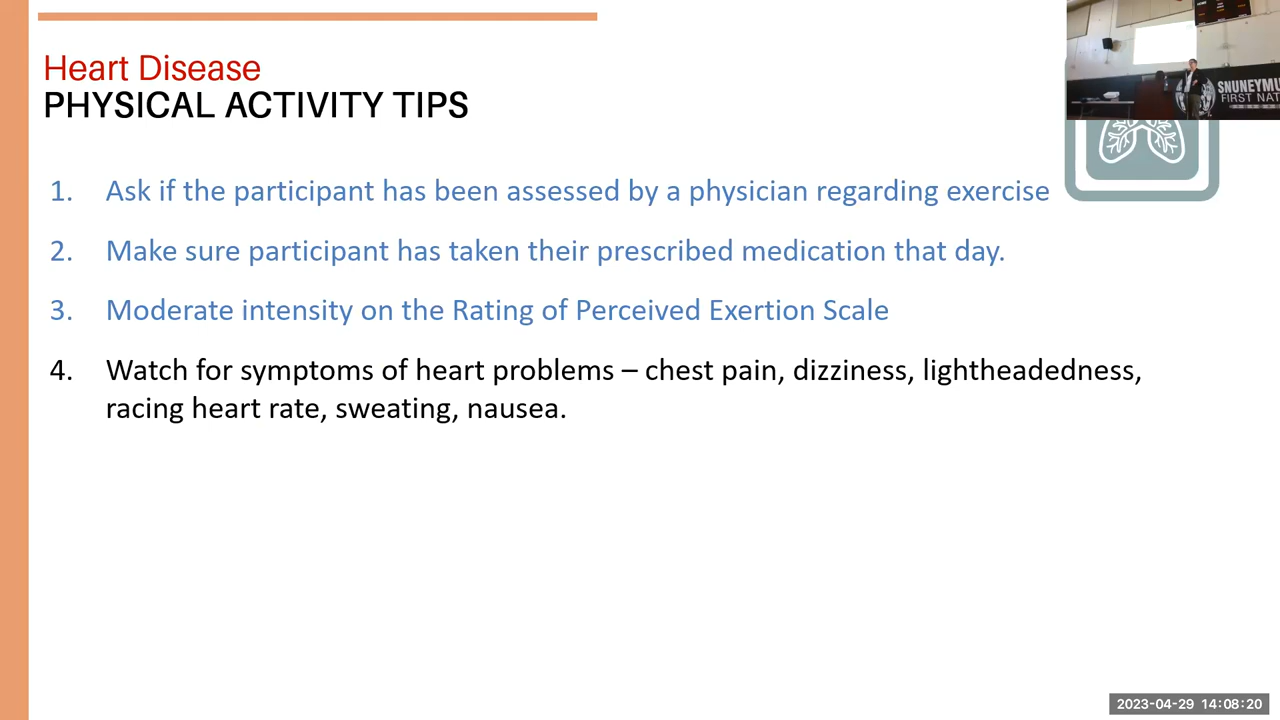 Heart Disease
PHYSICAL ACTIVITY TIPS
SNUNEYMU
FIRST NAT
1. Ask if the participant has been assessed by a physician regarding exercise
2. Make sure participant has taken their prescribed medication that day.
3. Moderate intensity on the Rating of Perceived Exertion Scale
4. Watch for symptoms of heart problems – chest pain, dizziness, lightheadedness,
racing heart rate, sweating, nausea.
2023-04-29 14:08:20